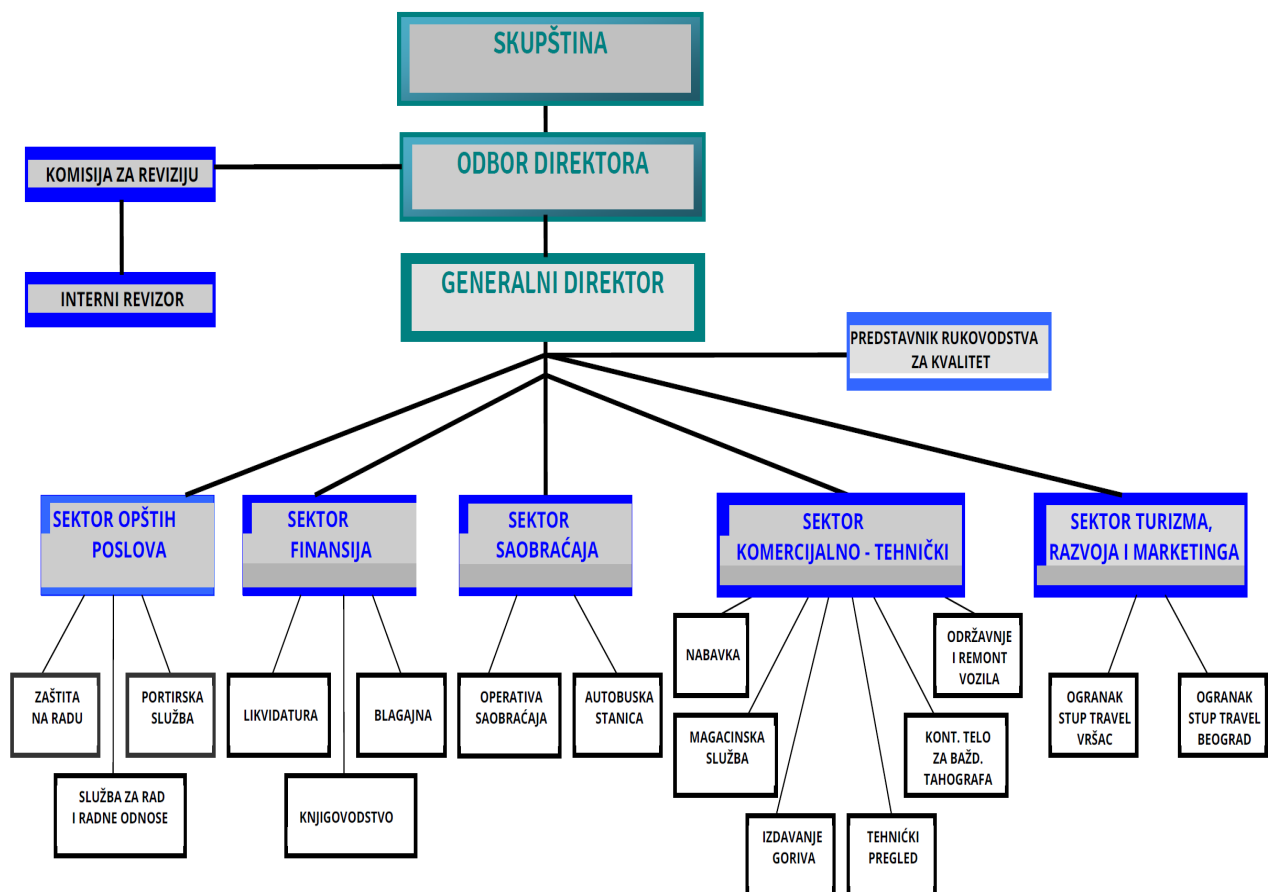 SKUPŠTINA
ODBOR DIREKTORA
KOMISIJA ZA REVIZIJU
GENERALNI DIREKTOR
INTERNI REVIZOR
PREDSTAVNIK RUKOVODSTVA
ZA KVALITET
SEKTOR OPŠTIH
POSLOVA
SEKTOR
FINANSIJA
SEKTOR
SAOBRAĆAJA
SEKTOR
KOMERCIJALNO - TEHNIČKI
SEKTOR TURIZMA,
RAZVOJA I MARKETINGA
ZAŠTITA
NA RADU
PORTIRSKA
SLUŽBA
SLUŽBA ZA RAD
I RADNE ODNOSE
LIKVIDATURA
BLAGAJNA
KNJIGOVODSTVO
OPERATIVA
SAOBRAĆAJA
AUTOBUSKA
STANICA
NABAVKA
ODRŽAVNJE
I REMONT
VOZILA
MAGACINSKA
SLUŽBA
KONT. TELO
ZA BAŽD.
TAHOGRAFA
IZDAVANJE
GORIVA
TEHNIĆKI
PREGLED
OGRANAK
STUP TRAVEL
VRŠAC
OGRANAK
STUP TRAVEL
BEOGRAD